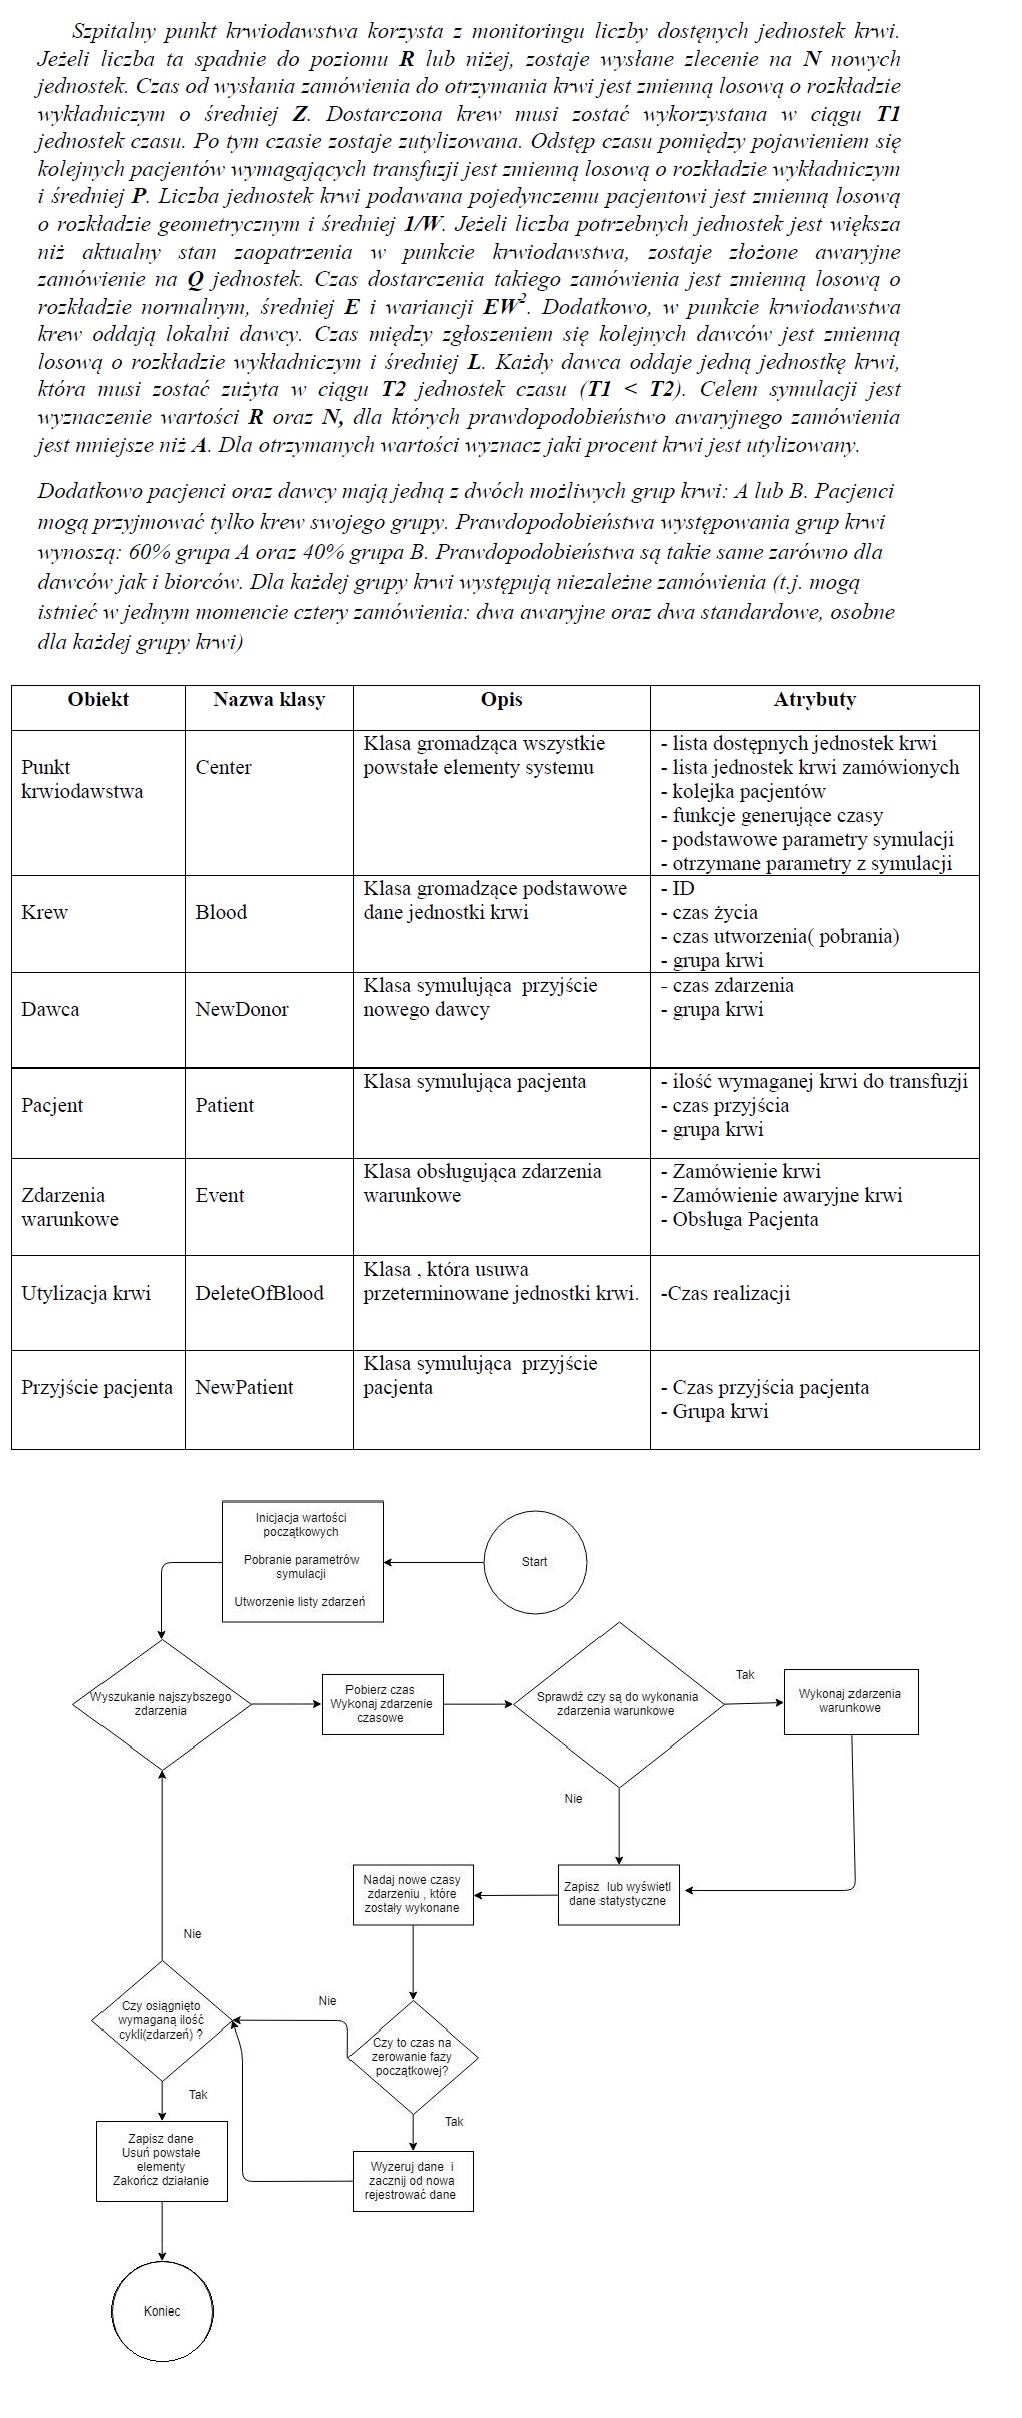 Szpitalny punkt krwiodawstwa korzysta z monitoringu liczby dostęnych jednostek krwi.
Jeżeli liczba ta spadnie do poziomu R lub niżej, zostaje wysłane zlecenie na N nowych
jednostek. Czas od wysłania zamówienia do otrzymania krwi jest zmienną losową o rozkładzie
wykładniczym o średniej Z. Dostarczona krew musi zostać wykorzystana w ciągu T1
jednostek czasu. Po tym czasie zostaje zutylizowana. Odstęp czasu pomiędzy pojawieniem się
kolejnych pacjentów wymagających transfuzji jest zmienną losową o rozkładzie wykładniczym
i średniej P. Liczba jednostek krwi podawana pojedynczemu pacjentowi jest zmienną losową
o rozkładzie geometrycznym i średniej 1/W. Jeżeli liczba potrzebnych jednostek jest większa
niż aktualny stan zaopatrzenia w punkcie krwiodawstwa, zostaje złożone awaryjne
zamówienie na Q jednostek. Czas dostarczenia takiego zamówienia jest zmienną losową o
rozkładzie normalnym, średniej E i wariancji EW². Dodatkowo, w punkcie krwiodawstwa
krew oddają lokalni dawcy. Czas między zgłoszeniem się kolejnych dawców jest zmienną
losową o rozkładzie wykładniczym i średniej L. Każdy dawca oddaje jedną jednostkę krwi,
która musi zostać zużyta w ciągu T2 jednostek czasu (T1 < T2). Celem symulacji jest
wyznaczenie wartości R oraz N, dla których prawdopodobieństwo awaryjnego zamówienia
jest mniejsze niż A. Dla otrzymanych wartości wyznacz jaki procent krwi jest utylizowany.
Dodatkowo pacjenci oraz dawcy mają jedną z dwóch możliwych grup krwi: A lub B. Pacjenci
mogą przyjmować tylko krew swojego grupy. Prawdopodobieństwa występowania grup krwi
wynoszą: 60% grupa A oraz 40% grupa B. Prawdopodobieństwa są takie same zarówno dla
dawców jak i biorców. Dla każdej grupy krwi występują niezależne zamówienia (t.j. mogą
istnieć w jednym momencie cztery zamówienia: dwa awaryjne oraz dwa standardowe, osobne
dla każdej grupy krwi)
Obiekt Nazwa klasy Opis Atrybuty
Punkt
krwiodawstwa
Center
Klasa gromadząca wszystkie
powstałe elementy systemu
- lista dostępnych jednostek krwi
- lista jednostek krwi zamówionych
- kolejka pacjentów
- funkcje generujące czasy
- podstawowe parametry symulacji
- otrzymane parametry z symulacji
Krew
Blood
Klasa gromadzące podstawowe
dane jednostki krwi
- ID
- czas życia
- czas utworzenia( pobrania)
- grupa krwi
Dawca
NewDonor
Klasa symulująca przyjście
nowego dawcy
- czas zdarzenia
- grupa krwi
Pacjent
Patient
Klasa symulująca pacjenta
- ilość wymaganej krwi do transfuzji
- czas przyjścia
- grupa krwi
Zdarzenia
warunkowe
Event
Klasa obsługująca zdarzenia
warunkowe
- Zamówienie krwi
- Zamówienie awaryjne krwi
- Obsługa Pacjenta
Utylizacja krwi
DeleteOfBlood
Klasa , która usuwa
przeterminowane jednostki krwi.
-Czas realizacji
Przyjście pacjenta
NewPatient
Klasa symulująca przyjście
pacjenta
- Czas przyjścia pacjenta
- Grupa krwi
Inicjacja wartości
początkowych
Pobranie parametrów
symulacji
Utworzenie listy zdarzeń
Start
Wyszukanie najszybszego
zdarzenia
Pobierz czas
Wykonaj zdarzenie
czasowe
Sprawdź czy są do wykonania
zdarzenia warunkowe
Tak
Wykonaj zdarzenia
warunkowe
Nie
Zapisz lub wyświetl
dane statystyczne
Nadaj nowe czasy
zdarzeniu , które
zostały wykonane
Nie
Czy osiągnięto
wymaganą ilość
cykli(zdarzeń) ?
Nie
Czy to czas na
zerowanie fazy
początkowej?
Tak
Tak
Zapisz dane
Usuń powstałe
elementy
Zakończ działanie
Wyzeruj dane i
zacznij od nowa
rejestrować dane
Koniec